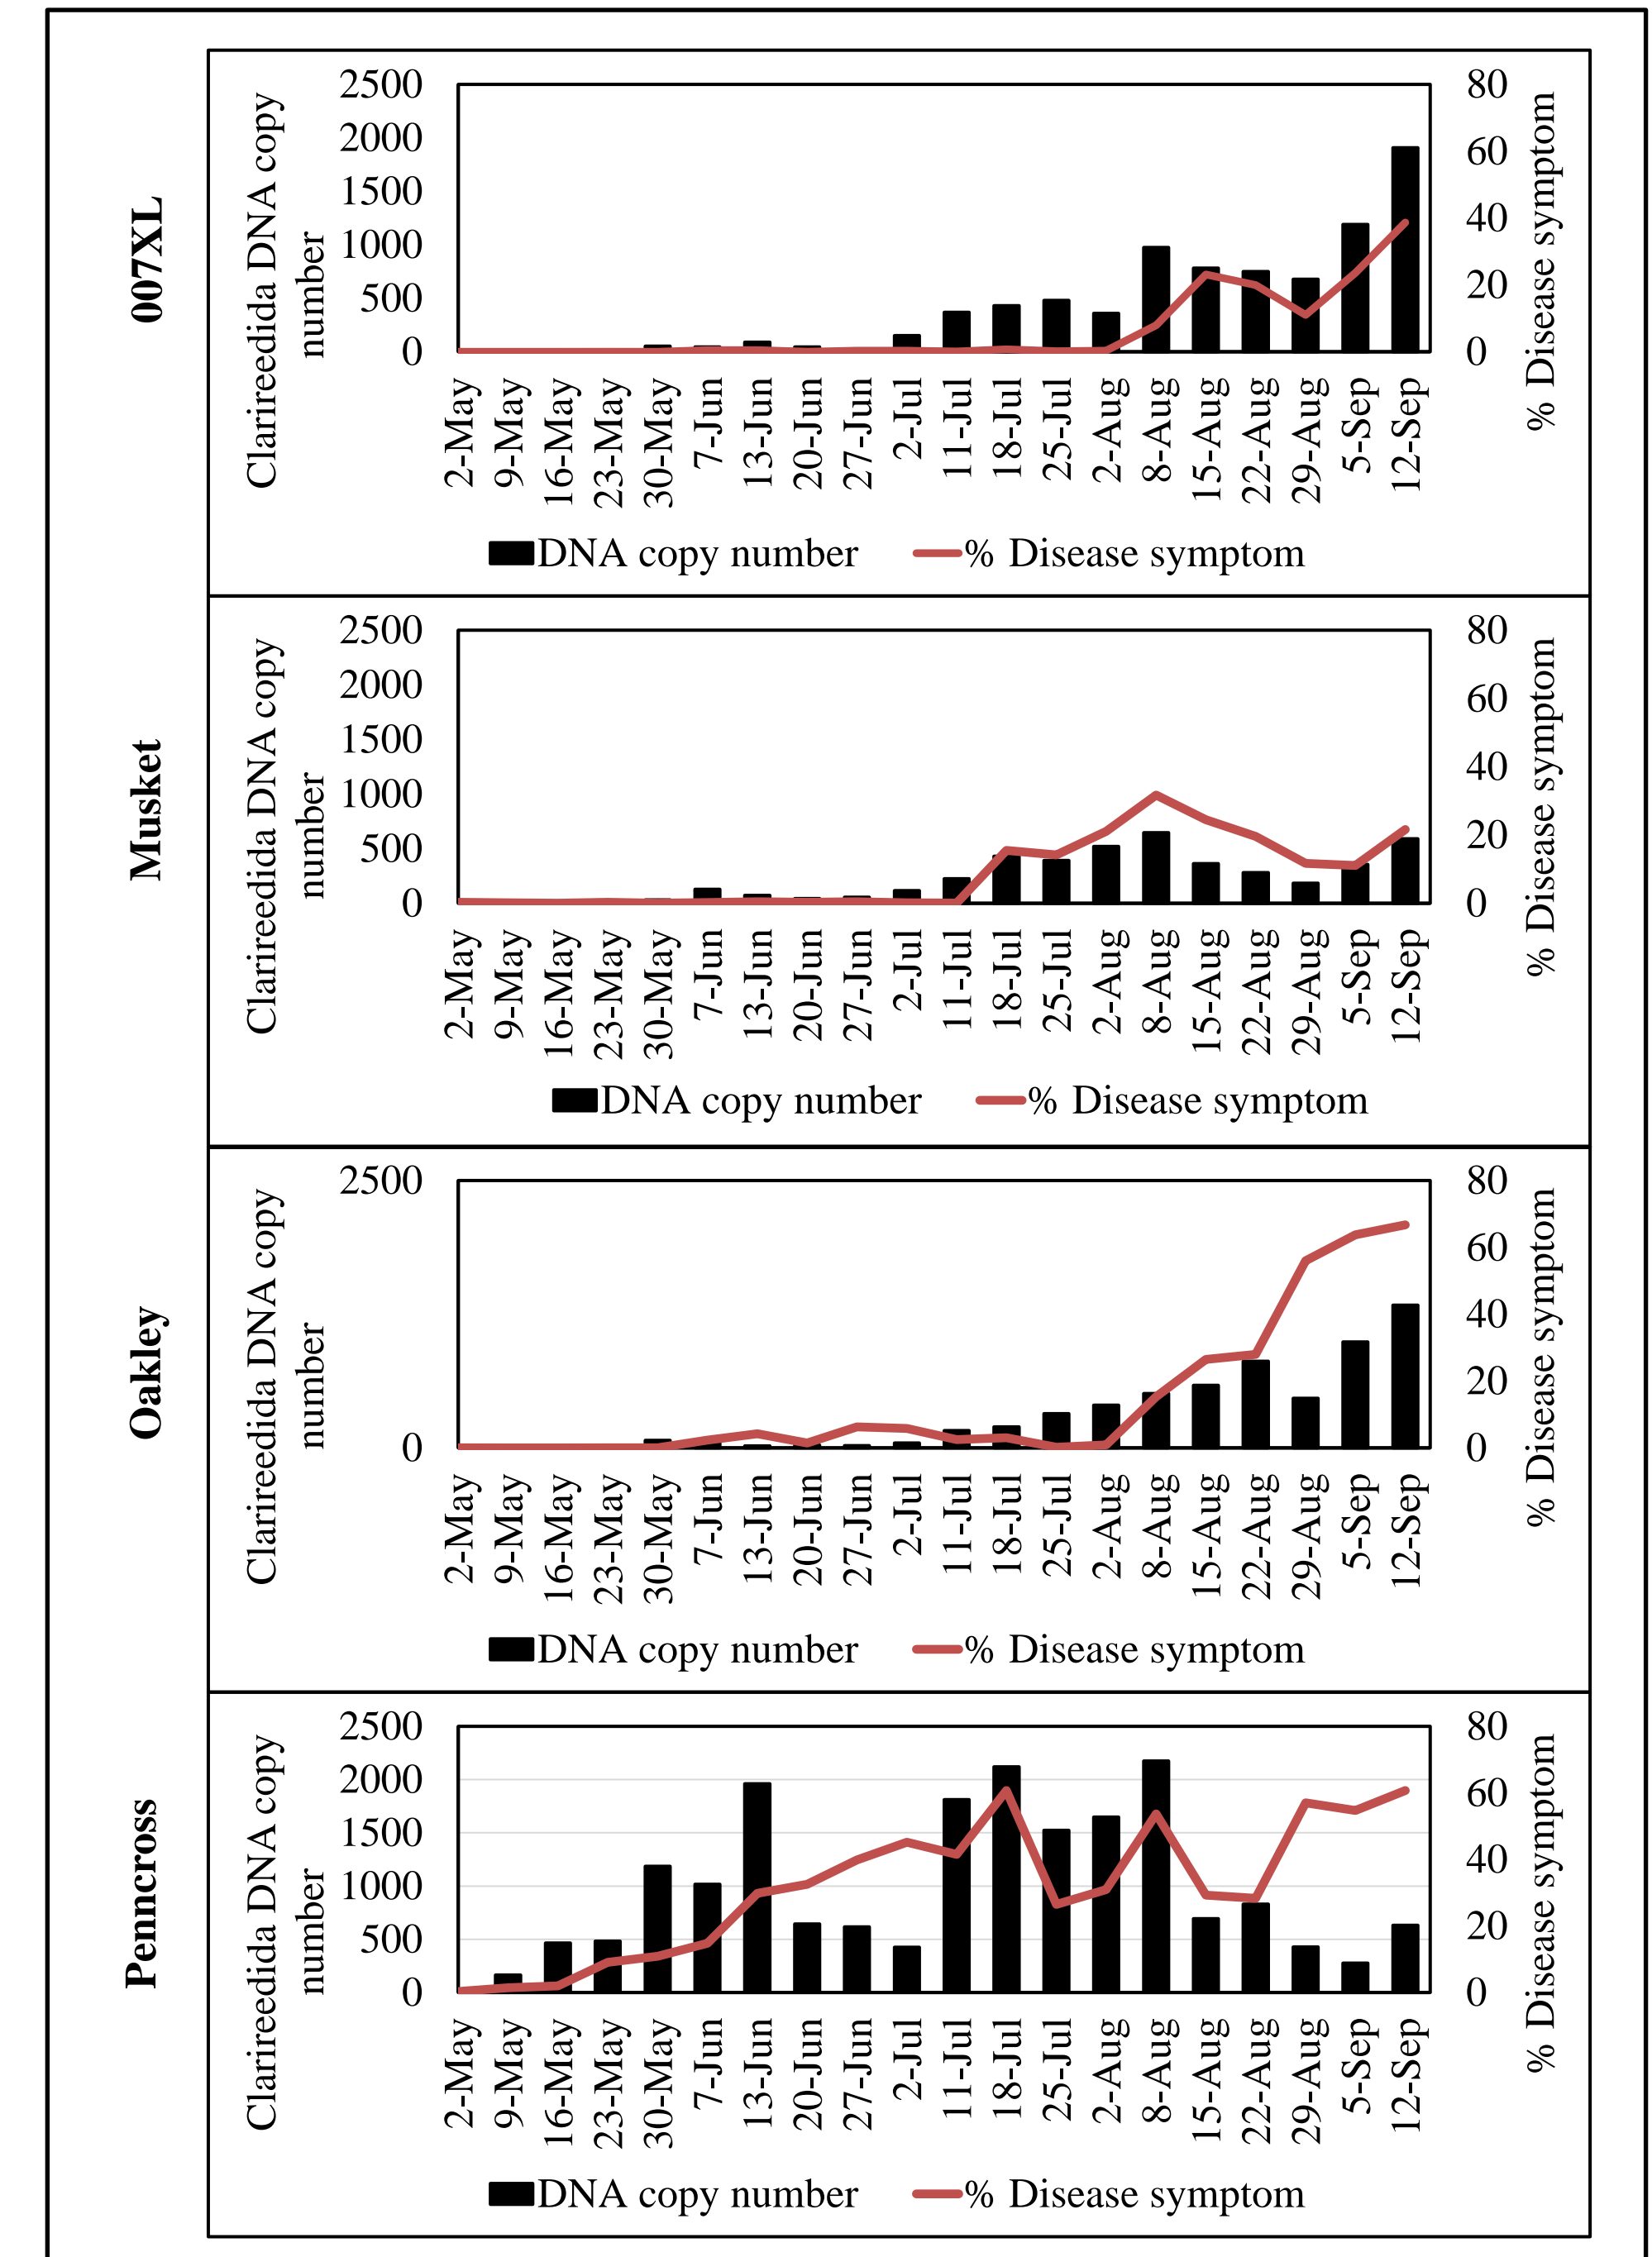 007XL
Clarireedida DNA copy
number
2500
2000
1500
1000
500
0
80
60
40
20
0
% Disease symptom
2-May
9-May
16-May
23-May
30-May
7-Jun
13-Jun
20-Jun
27-Jun
2-Jul
11-Jul
18-Jul
25-Jul
2-Aug
8-Aug
15-Aug
22-Aug
29-Aug
5-Sep
12-Sep
DNA copy number
% Disease symptom
Musket
Clarireedida DNA copy
number
2500
2000
1500
1000
500
0
80
60
40
20
0
% Disease symptom
2-May
9-May
16-May
23-May
30-May
7-Jun
13-Jun
20-Jun
27-Jun
2-Jul
11-Jul
18-Jul
25-Jul
2-Aug
8-Aug
15-Aug
22-Aug
29-Aug
5-Sep
12-Sep
DNA copy number
% Disease symptom
Oakley
Clarireedida DNA copy
number
2500
0
80
60
40
20
0
% Disease symptom
2-May
9-May
16-May
23-May
30-May
7-Jun
13-Jun
20-Jun
27-Jun
2-Jul
11-Jul
18-Jul
25-Jul
2-Aug
8-Aug
15-Aug
22-Aug
29-Aug
5-Sep
12-Sep
DNA copy number
% Disease symptom
Penncross
Clarireedida DNA copy
number
2500
2000
1500
1000
500
0
80
60
40
20
0
% Disease symptom
2-May
9-May
16-May
23-May
30-May
7-Jun
13-Jun
20-Jun
27-Jun
2-Jul
11-Jul
18-Jul
25-Jul
2-Aug
8-Aug
15-Aug
22-Aug
29-Aug
5-Sep
12-Sep
DNA copy number
% Disease symptom